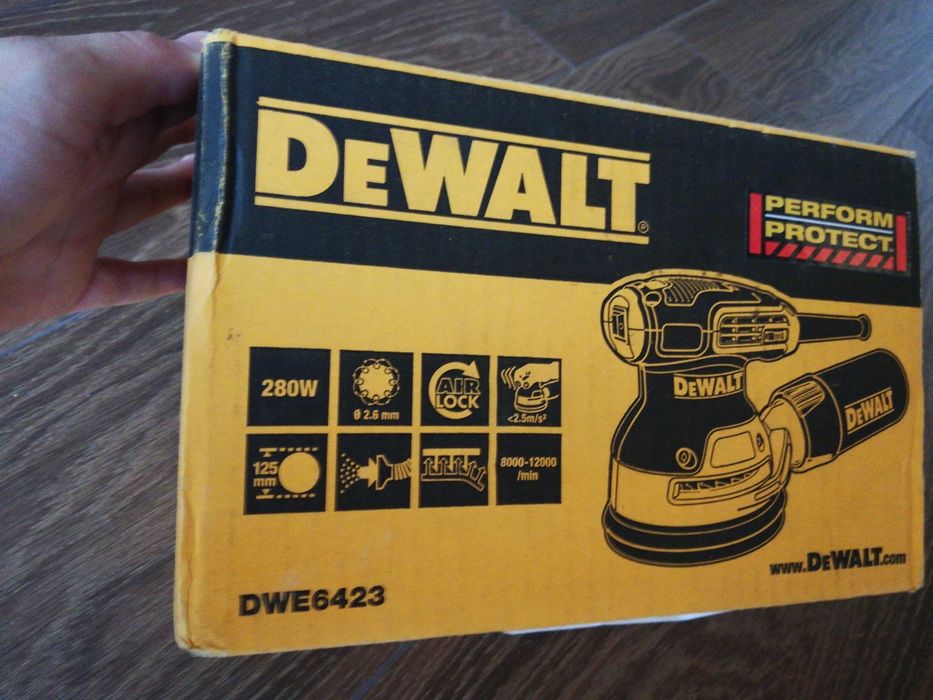 DEWALT®
PERFORM
PROTECT
280W
Ø 2.6 mm
AIR
LOCK
<2.5m/s²
125
mm
8000-12000
/min
DEWALT
DEWALT
www.DEWALT.com
DWE6423